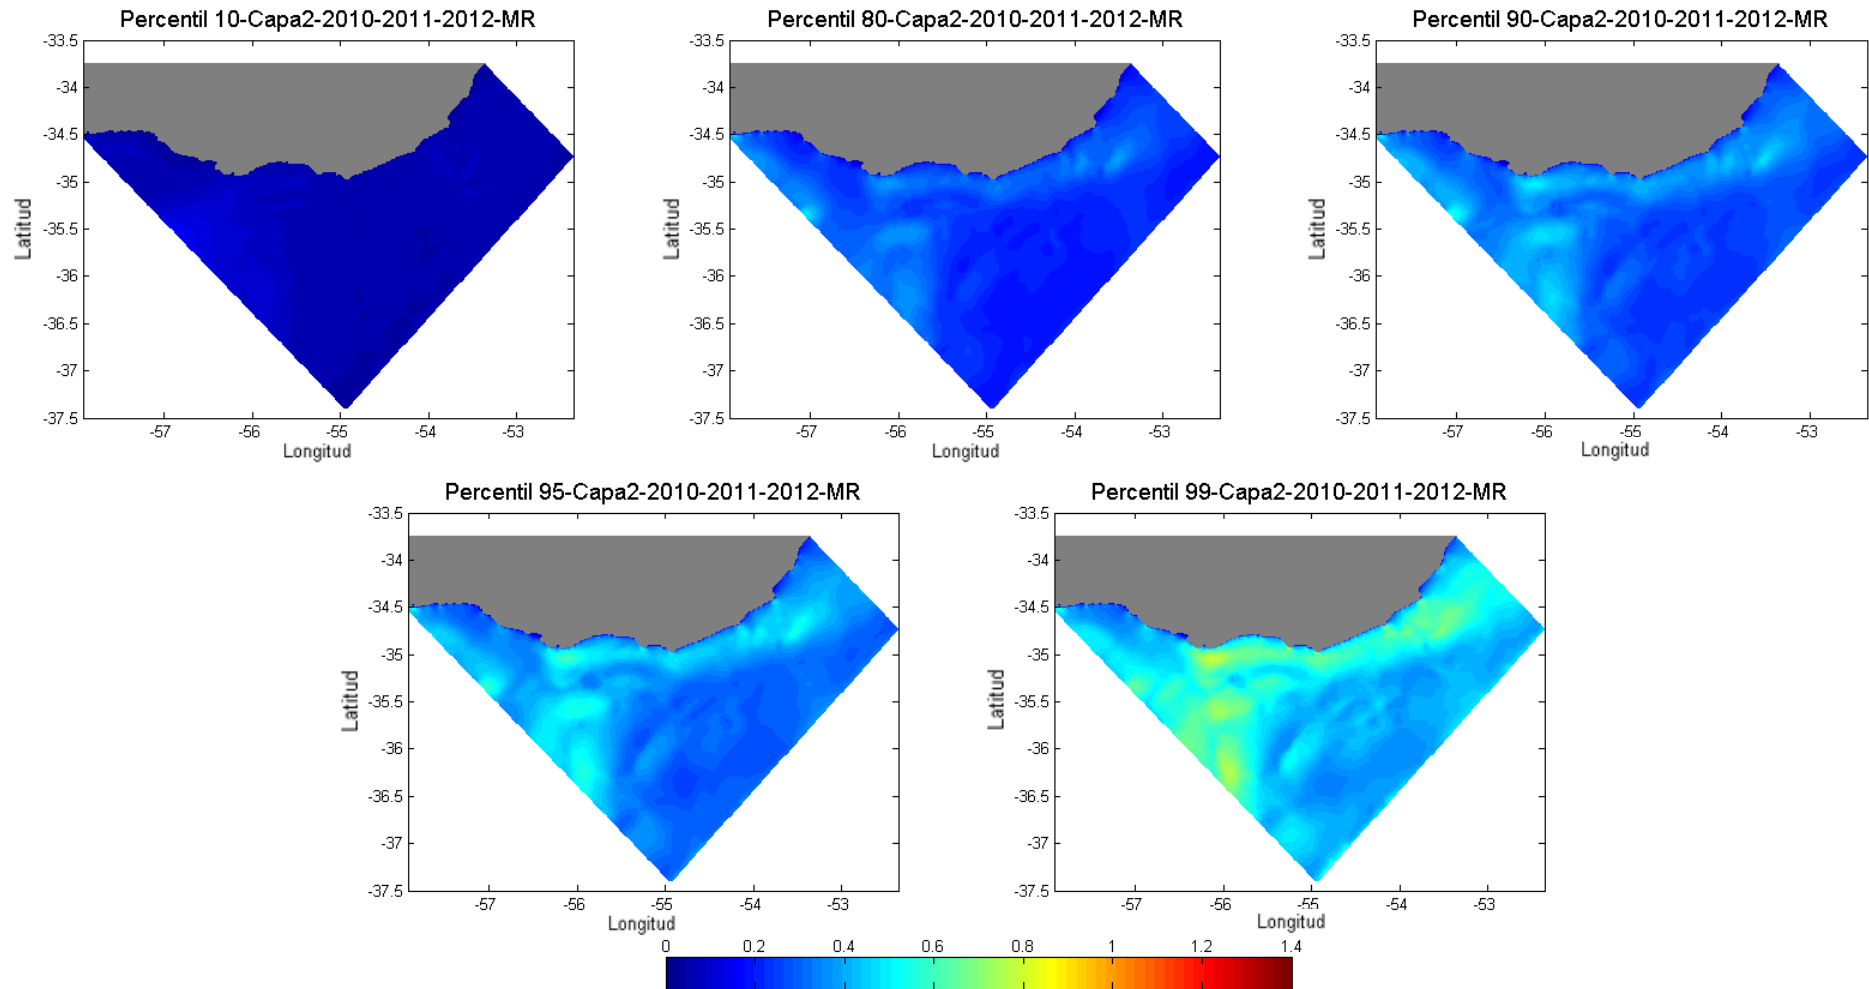 Percentil 10-Capa2-2010-2011-2012-MR
-33.5
-34
-34.5
-35
-35.5
-36
-36.5
-37
-37.5
Latitud
-57 -56 -55 -54 -53
Longitud
Percentil 80-Capa2-2010-2011-2012-MR
-33.5
-34
-34.5
-35
-35.5
-36
-36.5
-37
-37.5
Latitud
-57 -56 -55 -54 -53
Longitud
Percentil 90-Capa2-2010-2011-2012-MR
-33.5
-34
-34.5
-35
-35.5
-36
-36.5
-37
-37.5
Latitud
-57 -56 -55 -54 -53
Longitud
Percentil 95-Capa2-2010-2011-2012-MR
-33.5
-34
-34.5
-35
-35.5
-36
-36.5
-37
-37.5
Latitud
-57 -56 -55 -54 -53
Longitud
Percentil 99-Capa2-2010-2011-2012-MR
-33.5
-34
-34.5
-35
-35.5
-36
-36.5
-37
-37.5
Latitud
-57 -56 -55 -54 -53
Longitud
0 0.2 0.4 0.6 0.8 1 1.2 1.4